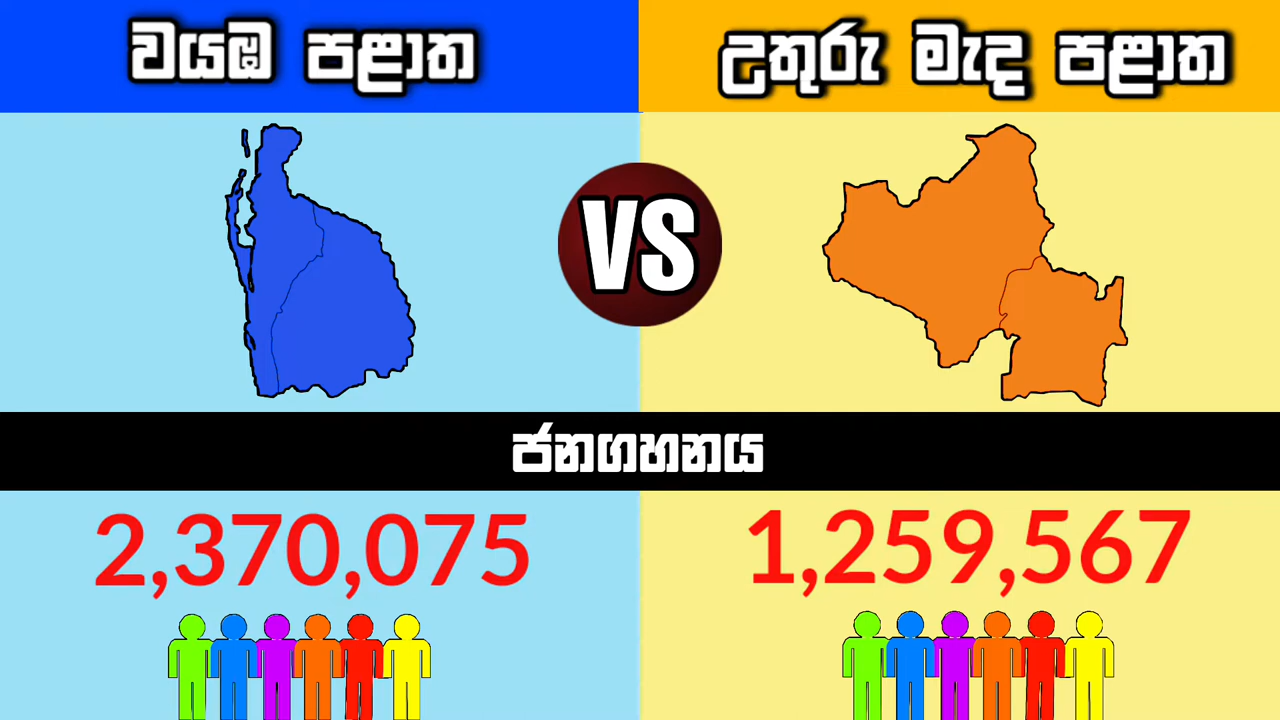 වයඹ පළාත
උතුරු මැද පළාත
VS
ජනගහනය
2,370,075
1,259,567